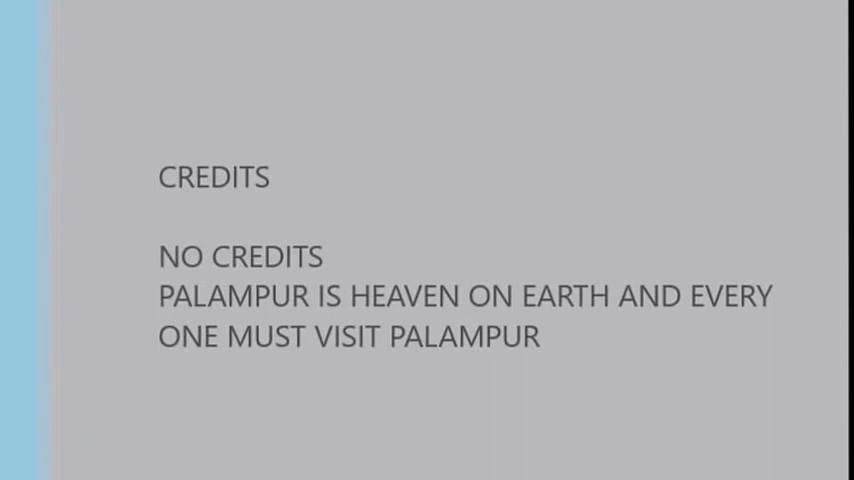 CREDITS
NO CREDITS
PALAMPUR IS HEAVEN ON EARTH AND EVERY
ONE MUST VISIT PALAMPUR